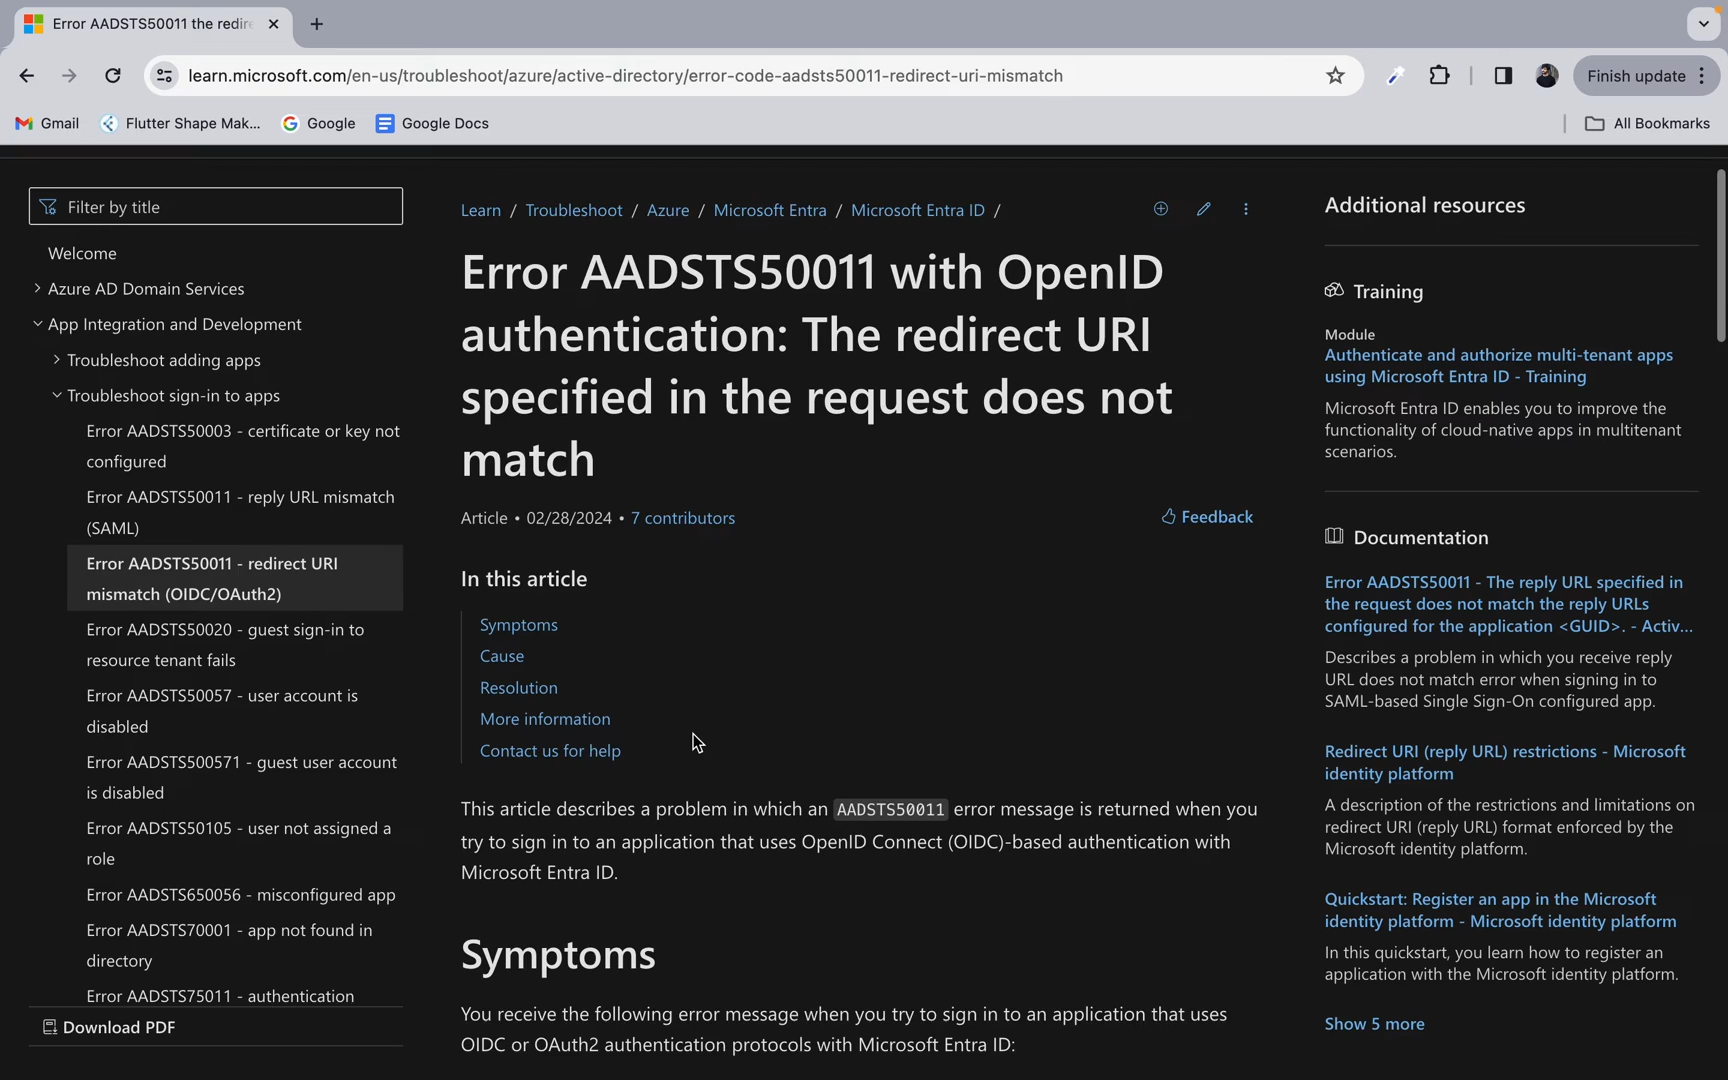 Error AADSTS50011 the redire
learn.microsoft.com/en-us/troubleshoot/azure/active-directory/error-code-aadsts50011-redirect-uri-mismatch
Finish update
Gmail
Flutter Shape Mak...
Google
Google Docs
All Bookmarks
Filter by title
Welcome
Azure AD Domain Services
App Integration and Development
Troubleshoot adding apps
Troubleshoot sign-in to apps
Error AADSTS50003 - certificate or key not
configured
Error AADSTS50011 - reply URL mismatch
(SAML)
Error AADSTS50011 - redirect URI
mismatch (OIDC/OAuth2)
Error AADSTS50020 - guest sign-in to
resource tenant fails
Error AADSTS50057 - user account is
disabled
Error AADSTS500571 - guest user account
is disabled
Error AADSTS50105 - user not assigned a
role
Error AADSTS650056 - misconfigured app
Error AADSTS70001 - app not found in
directory
Error AADSTS75011 - authentication
Download PDF
Learn / Troubleshoot / Azure / Microsoft Entra / Microsoft Entra ID /
Error AADSTS50011 with OpenID
authentication: The redirect URI
specified in the request does not
match
Article • 02/28/2024 • 7 contributors
Feedback
In this article
Symptoms
Cause
Resolution
More information
Contact us for help
This article describes a problem in which an AADSTS50011 error message is returned when you
try to sign in to an application that uses OpenID Connect (OIDC)-based authentication with
Microsoft Entra ID.
Symptoms
You receive the following error message when you try to sign in to an application that uses
OIDC or OAuth2 authentication protocols with Microsoft Entra ID:
Additional resources
Training
Module
Authenticate and authorize multi-tenant apps
using Microsoft Entra ID - Training
Microsoft Entra ID enables you to improve the
functionality of cloud-native apps in multitenant
scenarios.
Documentation
Error AADSTS50011 - The reply URL specified in
the request does not match the reply URLs
configured for the application <GUID>. - Activ...
Describes a problem in which you receive reply
URL does not match error when signing in to
SAML-based Single Sign-On configured app.
Redirect URI (reply URL) restrictions - Microsoft
identity platform
A description of the restrictions and limitations on
redirect URI (reply URL) format enforced by the
Microsoft identity platform.
Quickstart: Register an app in the Microsoft
identity platform - Microsoft identity platform
In this quickstart, you learn how to register an
application with the Microsoft identity platform.
Show 5 more